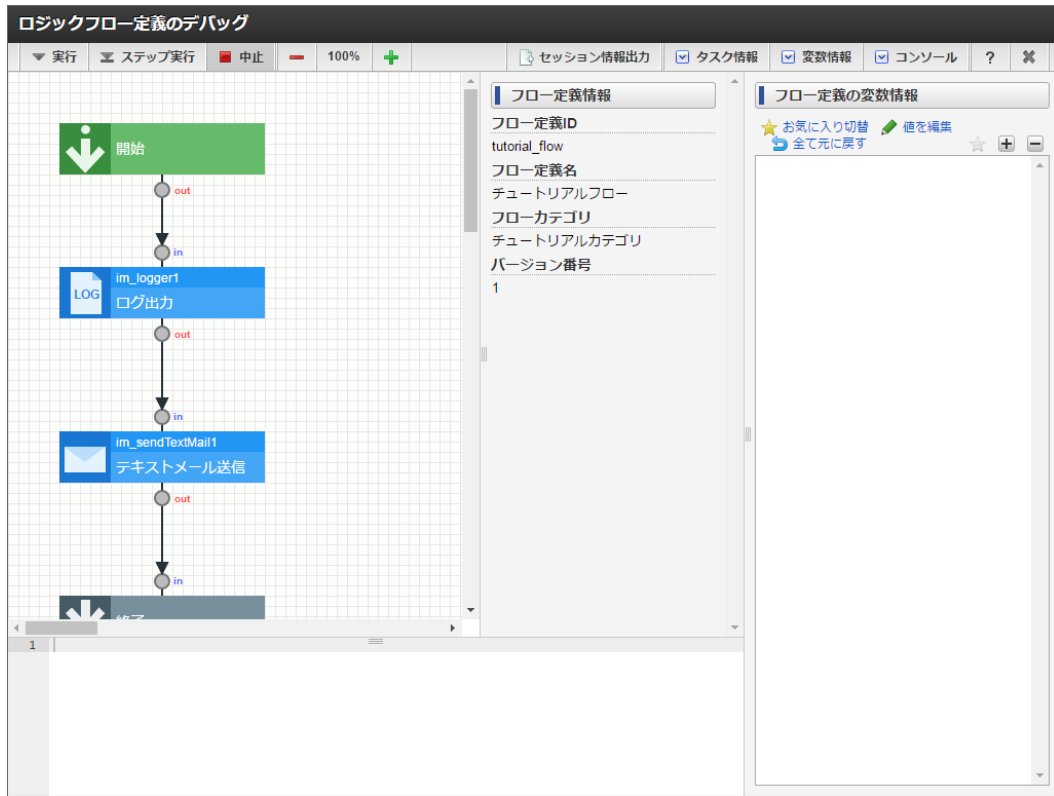 ロジックフロー定義のデバッグ
実行 ステップ実行 中止 100% セッション情報出力 タスク情報 変数情報 コンソール ?
開始
out
in
im_logger1
LOG
ログ出力
out
in
im_sendTextMail1
テキストメール送信
out
in
終了
フロー定義情報
フロー定義ID
tutorial_flow
フロー定義名
チュートリアルフロー
フローカテゴリ
チュートリアルカテゴリ
バージョン番号
1
フロー定義の変数情報
お気に入り切替 値を編集
全て元に戻す
1